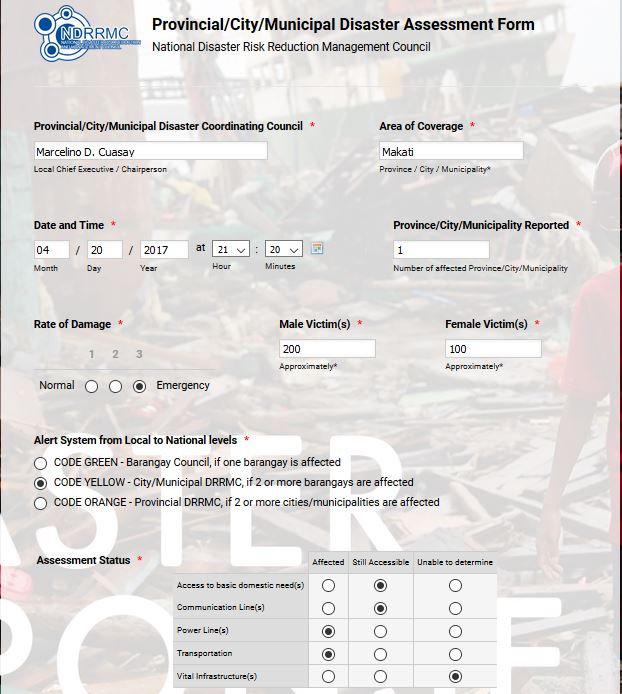 NDRRMC
Provincial/City/Municipal Disaster Assessment Form
National Disaster Risk Reduction Management Council
Provincial/City/Municipal Disaster Coordinating Council *
Area of Coverage *
Marcelino D. Cuasay
Makati
Local Chief Executive / Chairperson
Province / City / Municipality*
Date and Time *
Province/City/Municipality Reported *
04 / 20 / 2017 at 21 : 20
1
Month Day Year Hour Minutes
Number of affected Province/City/Municipality
Rate of Damage *
Male Victim(s) *
Female Victim(s) *
1 2 3
200
100
Approximately*
Approximately*
Normal Emergency
Alert System from Local to National levels *
CODE GREEN - Barangay Council, if one barangay is affected
CODE YELLOW - City/Municipal DRRMC, if 2 or more barangays are affected
CODE ORANGE - Provincial DRRMC, if 2 or more cities/municipalities are affected
Assessment Status *
Affected Still Accessible Unable to determine
Access to basic domestic need(s)
Communication Line(s)
Power Line(s)
Transportation
Vital Infrastructure(s)